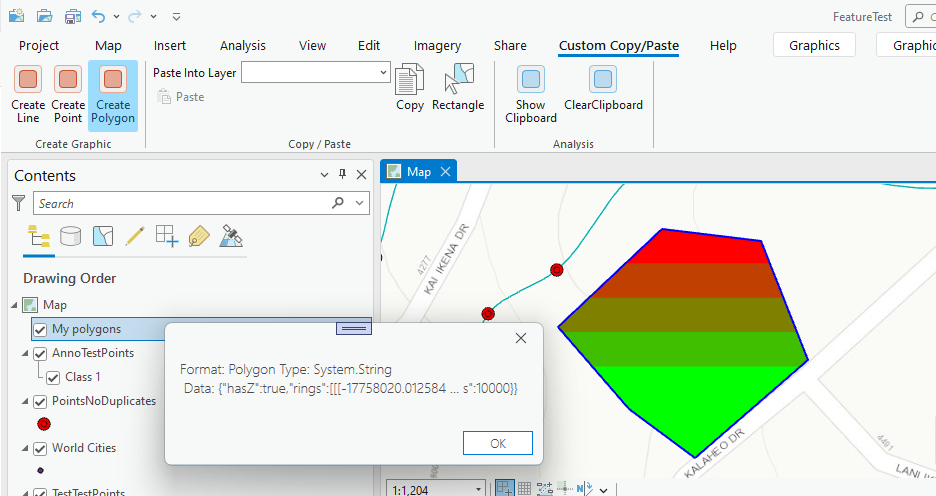 FeatureTest
Project Map Insert Analysis View Edit Imagery Share Custom Copy/Paste Help Graphics
Create Line
Create Point
Create Polygon
Create Graphic
Paste Into Layer
Paste
Copy
Rectangle
Copy / Paste
Show Clipboard
ClearClipboard
Analysis
Contents
Search
Drawing Order
Map
My polygons
AnnoTestPoints
Class 1
PointsNoDuplicates
World Cities
TestTestPoints
Map
4277
KAI IKENA DR
KALAHEO DR
4491
Format: Polygon Type: System.String
Data: {"hasZ":true,"rings":[[[-17758020.012584 ... s":10000}}
OK
1:1,204